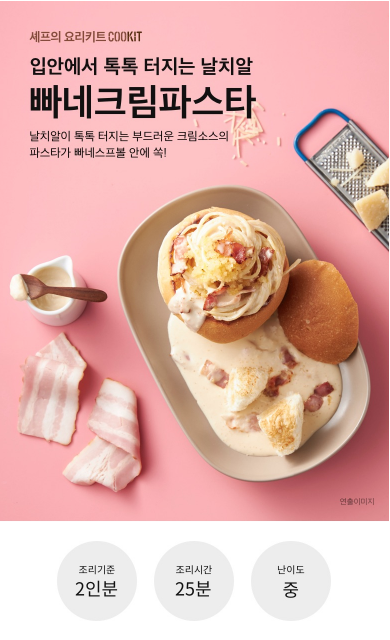 셰프의 요리키트 COOKIT
입안에서 톡톡 터지는 날치알
빠네크림파스타
날치알이 톡톡 터지는 부드러운 크림소스의
파스타가 빠네스프볼 안에 쏙!
연출이미지
조리기준
2인분
조리시간
25분
난이도
중